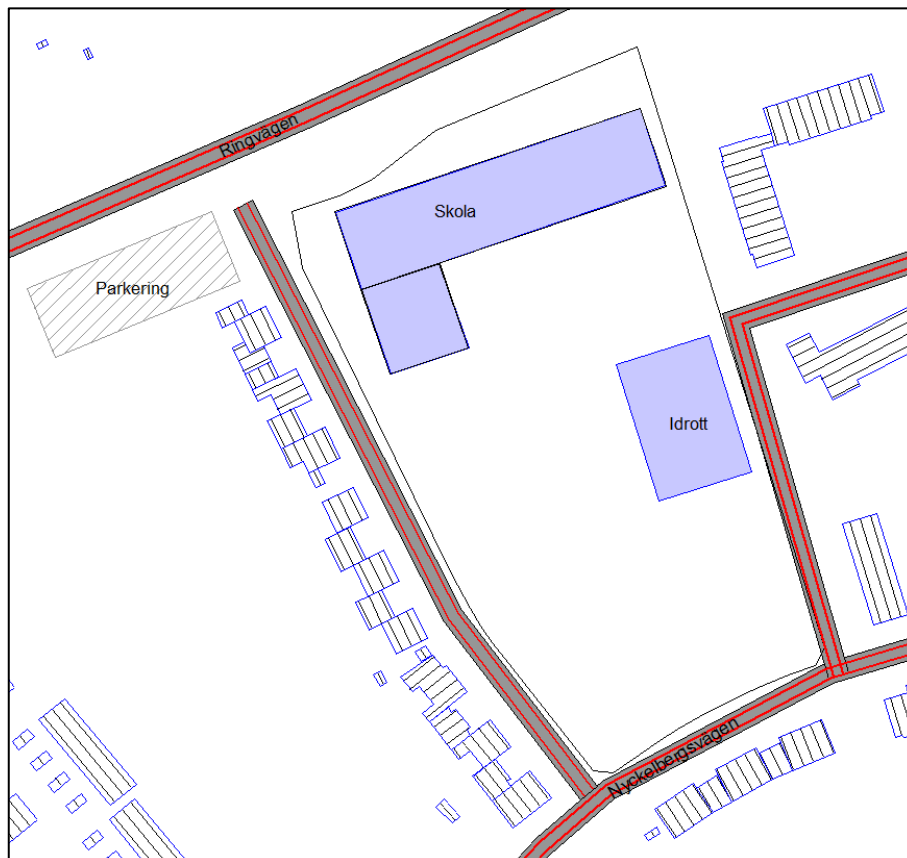 Ringvägen
Skola
Parkering
Idrott
Nyckelbergsvägen